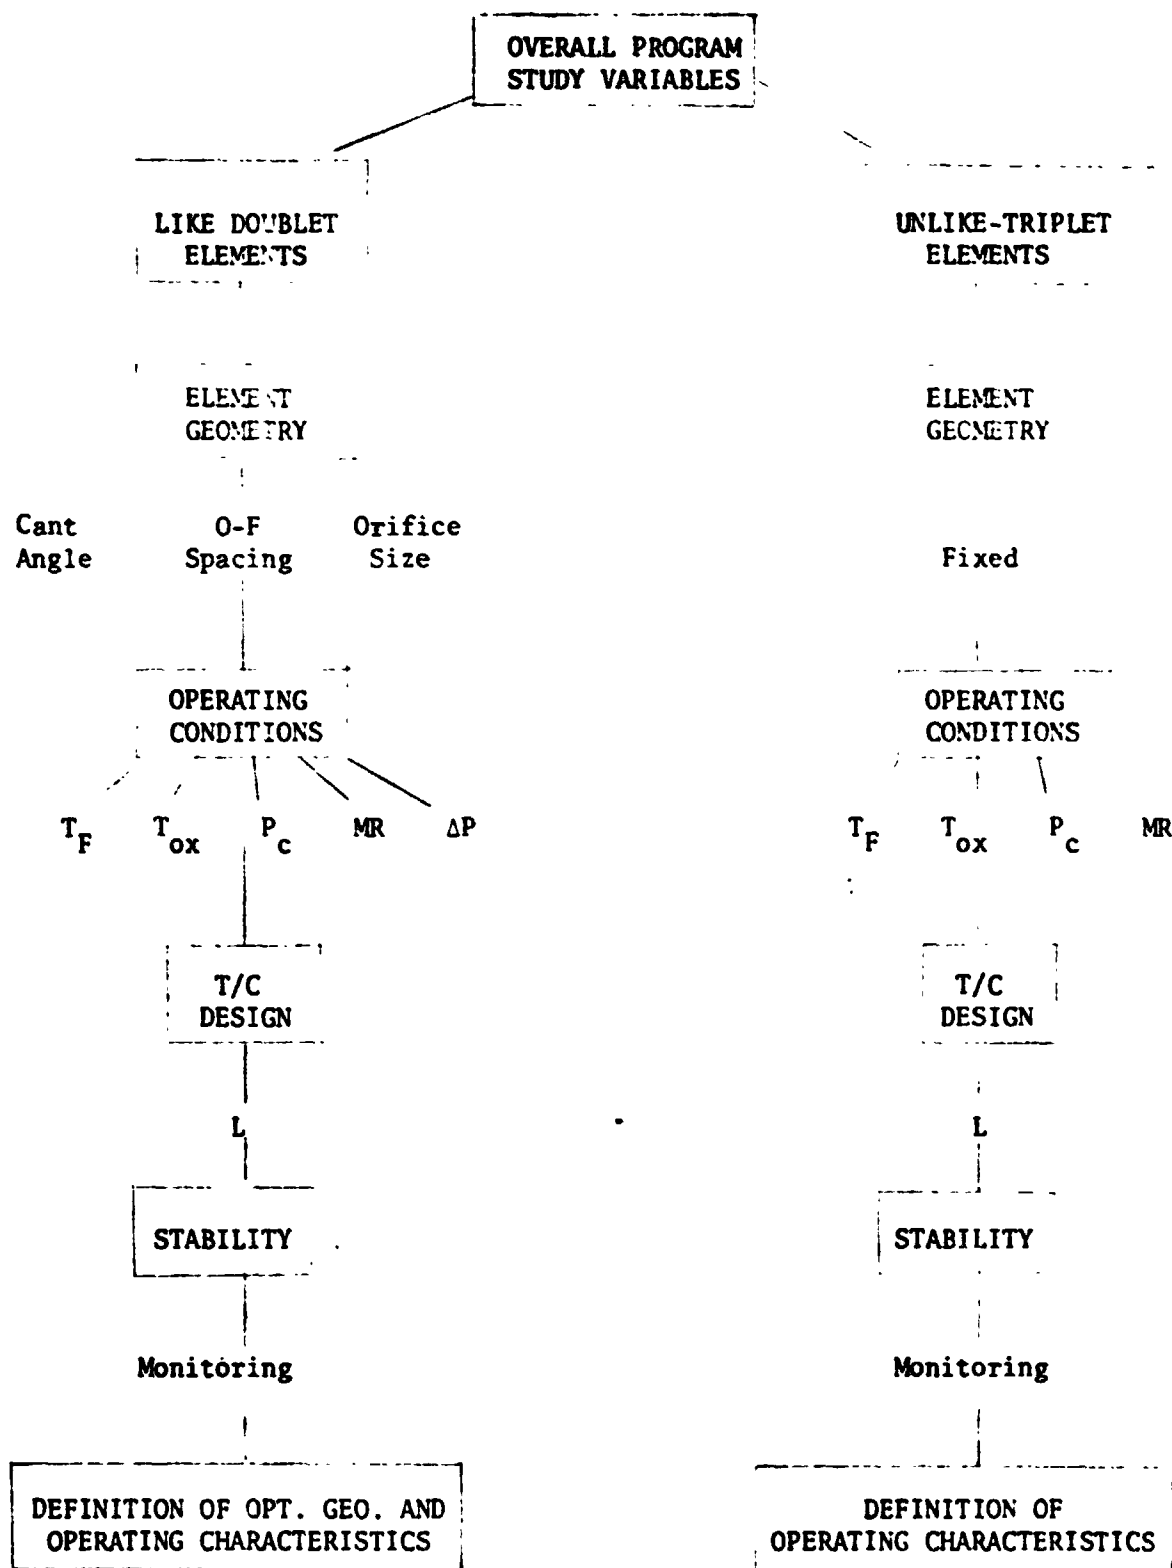 OVERALL PROGRAM
STUDY VARIABLES
LIKE DOUBLET
ELEMENTS
UNLIKE-TRIPLET
ELEMENTS
ELEMENT
GEOMETRY
ELEMENT
GEOMETRY
Cant
Angle
O-F
Spacing
Orifice
Size
Fixed
OPERATING
CONDITIONS
OPERATING
CONDITIONS
T_F T_ox P_c MR ΔP
T_F T_ox P_c MR
T/C
DESIGN
T/C
DESIGN
L
L
STABILITY
STABILITY
Monitoring
Monitoring
DEFINITION OF OPT. GEO. AND
OPERATING CHARACTERISTICS
DEFINITION OF
OPERATING CHARACTERISTICS